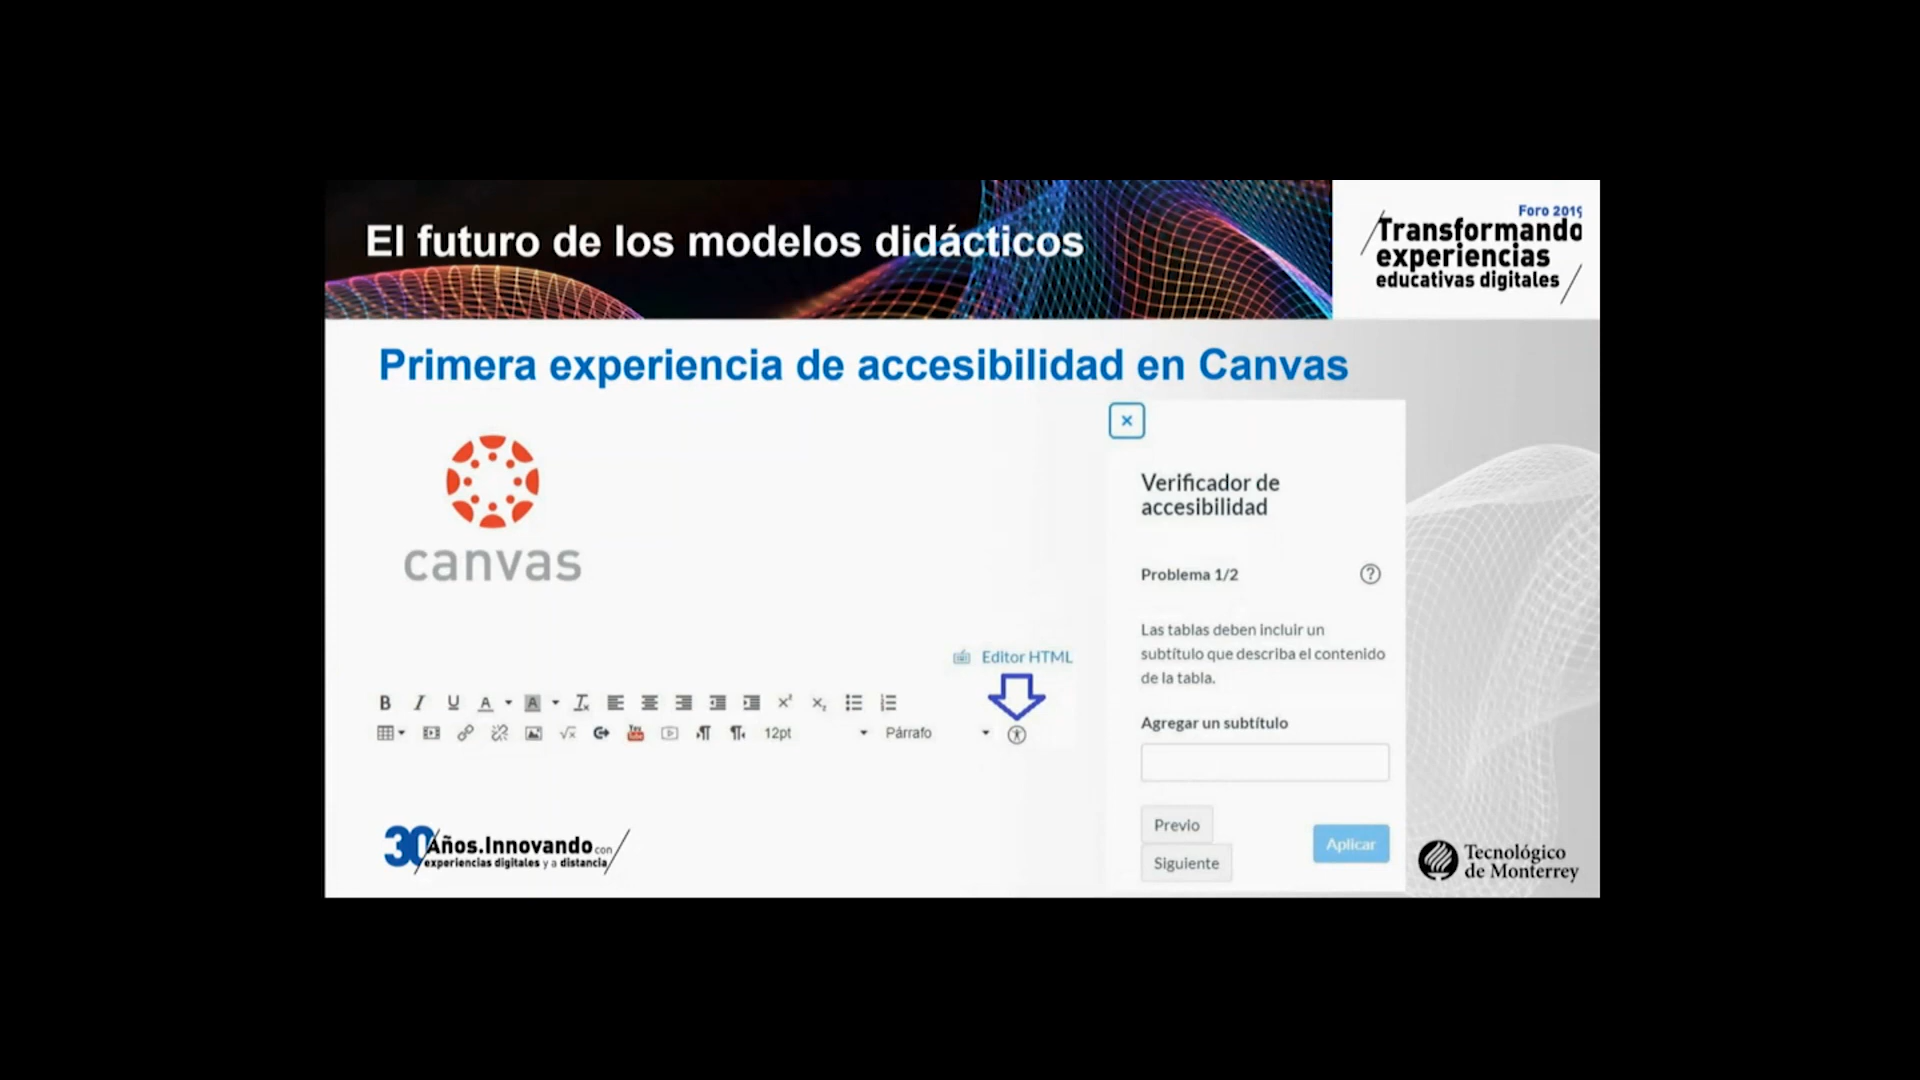 El futuro de los modelos didácticos
Foro 2019
Transformando
experiencias
educativas digitales
Primera experiencia de accesibilidad en Canvas
canvas
Editor HTML
12pt
Párrafo
Verificador de
accesibilidad
Problema 1/2
Las tablas deben incluir un
subtítulo que describa el contenido
de la tabla.
Agregar un subtítulo
Previo
Siguiente
Aplicar
30 Años.Innovando con
experiencias digitales y a distancia
Tecnológico
de Monterrey